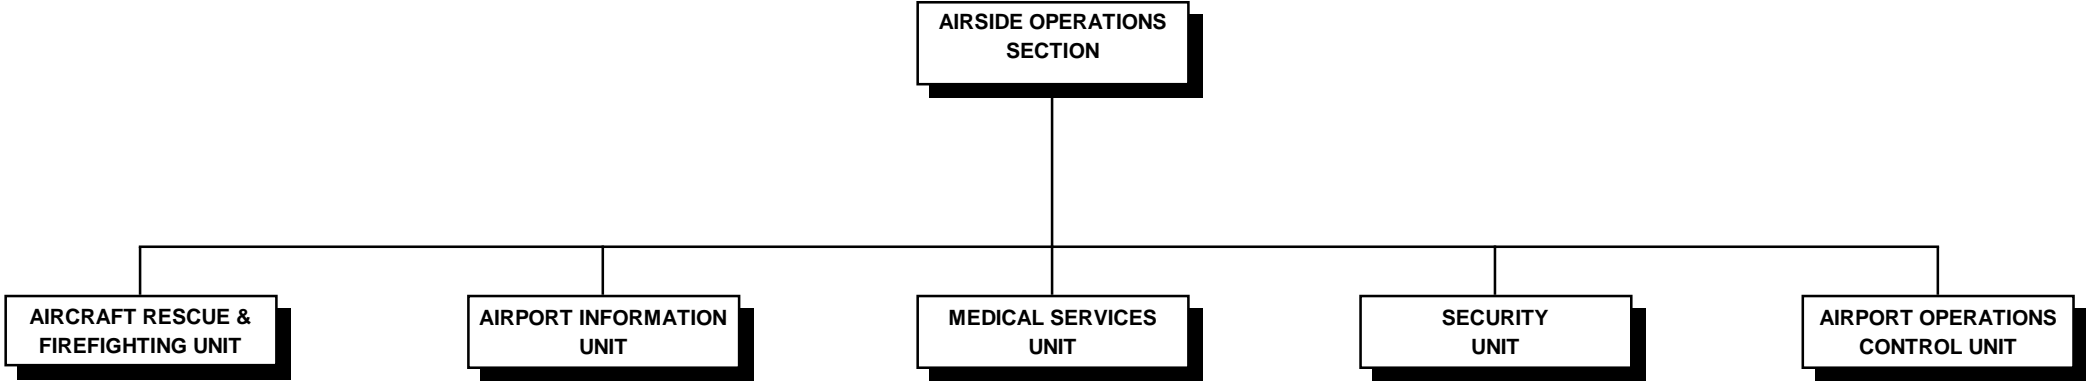 AIRSIDE OPERATIONS
SECTION
AIRCRAFT RESCUE &
FIREFIGHTING UNIT
AIRPORT INFORMATION
UNIT
MEDICAL SERVICES
UNIT
SECURITY
UNIT
AIRPORT OPERATIONS
CONTROL UNIT